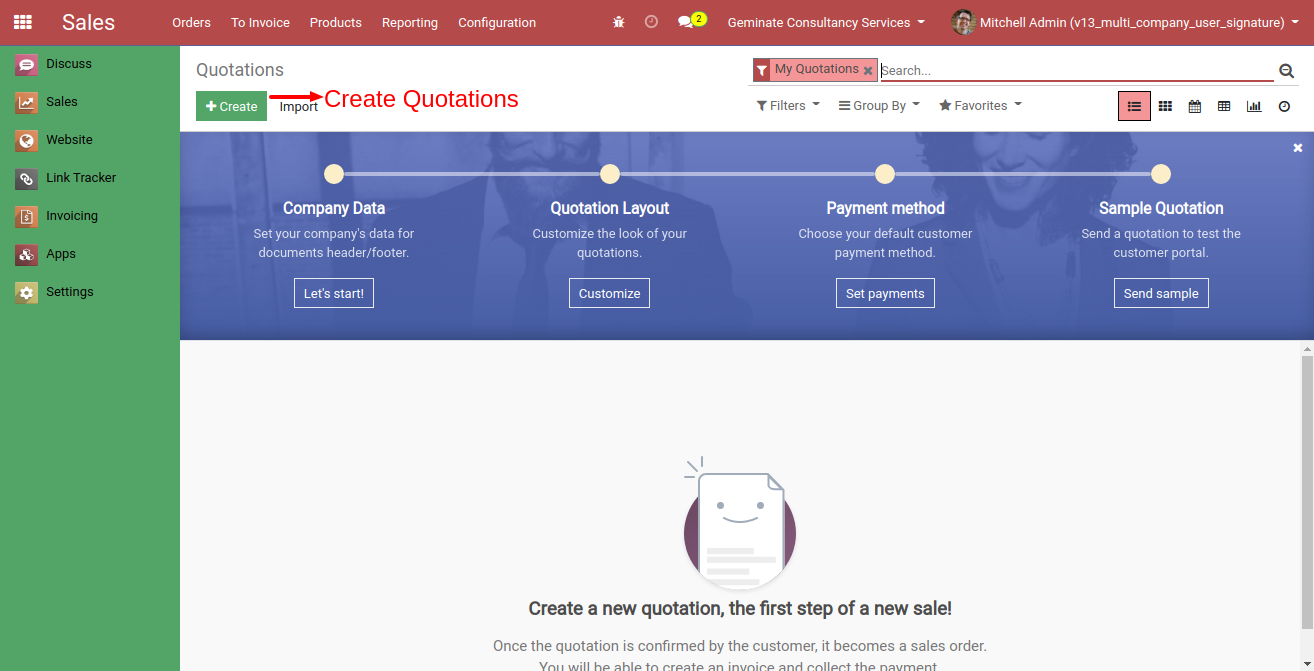 Sales
Orders
To Invoice
Products
Reporting
Configuration
2
Geminate Consultancy Services
Mitchell Admin (v13_multi_company_user_signature)
Discuss
Sales
Website
Link Tracker
Invoicing
Apps
Settings
Quotations
My Quotations
Search...
Create
Import
Create Quotations
Filters
Group By
Favorites
Company Data
Set your company's data for
documents header/footer.
Let's start!
Quotation Layout
Customize the look of your
quotations.
Customize
Payment method
Choose your default customer
payment method.
Set payments
Sample Quotation
Send a quotation to test the
customer portal.
Send sample
Create a new quotation, the first step of a new sale!
Once the quotation is confirmed by the customer, it becomes a sales order.
You will be able to create an invoice and collect the payment.